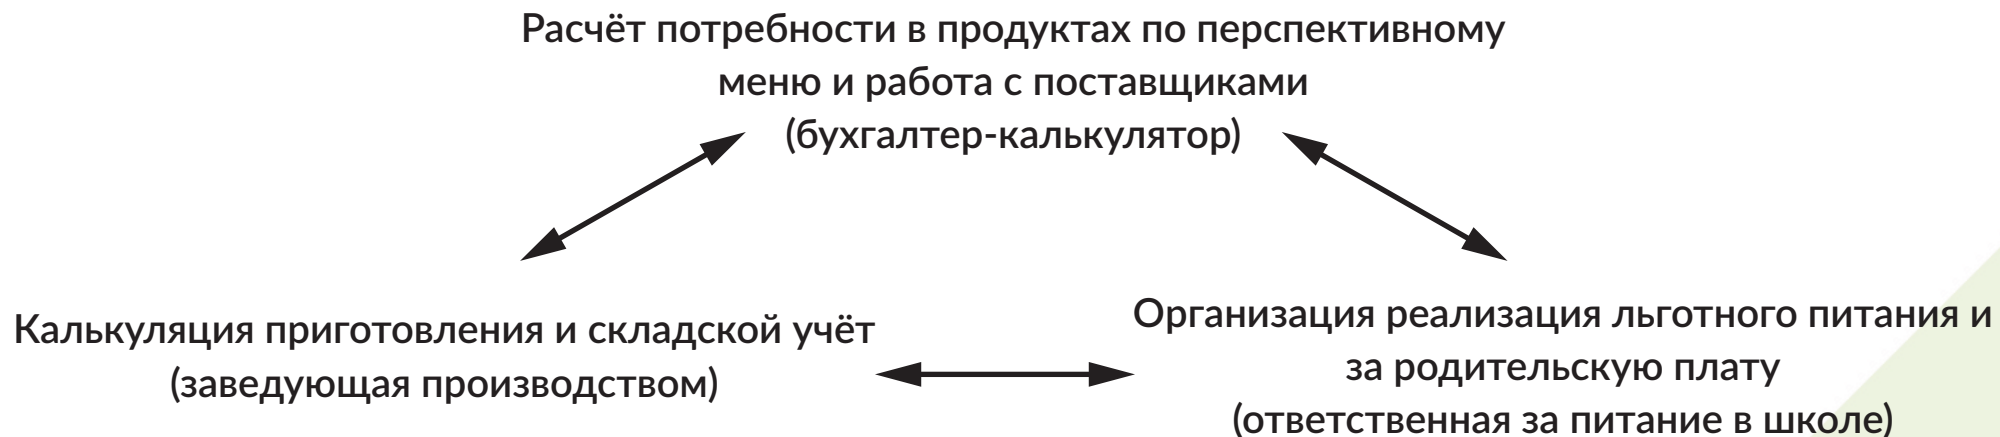 Расчёт потребности в продуктах по перспективному
меню и работа с поставщиками
(бухгалтер-калькулятор)
Калькуляция приготовления и складской учёт
(заведующая производством)
Организация реализация льготного питания и
за родительскую плату
(ответственная за питание в школе)